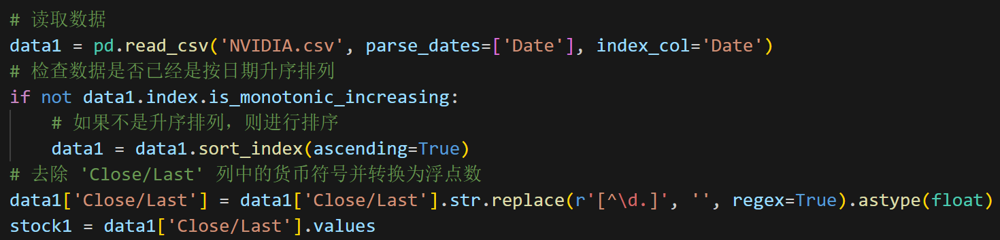 # 读取数据
data1 = pd.read_csv('NVIDIA.csv', parse_dates=['Date'], index_col='Date')
# 检查数据是否已经是按日期升序排列
if not data1.index.is_monotonic_increasing:
    # 如果不是升序排列，则进行排序
    data1 = data1.sort_index(ascending=True)
# 去除 'Close/Last' 列中的货币符号并转换为浮点数
data1['Close/Last'] = data1['Close/Last'].str.replace(r'[^\d.]', '', regex=True).astype(float)
stock1 = data1['Close/Last'].values